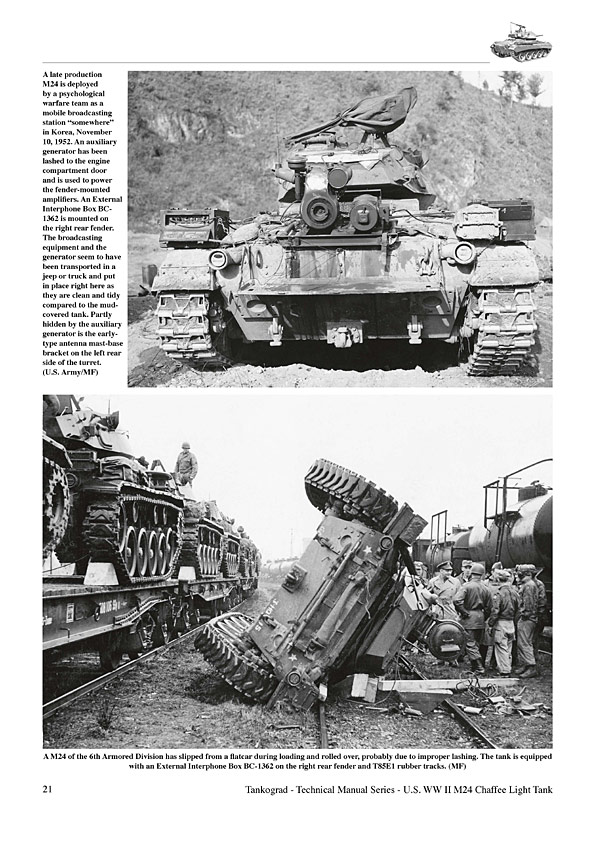 A late production
M24 is deployed
by a psychological
warfare team as a
mobile broadcasting
station “somewhere”
in Korea, November
10, 1952. An auxiliary
generator has been
lashed to the engine
compartment door
and is used to power
the fender-mounted
amplifiers. An External
Interphone Box BC-
1362 is mounted on
the right rear fender.
The broadcasting
equipment and the
generator seem to have
been transported in a
jeep or truck and put
in place right here as
they are clean and tidy
compared to the mud-
covered tank. Partly
hidden by the auxiliary
generator is the early-
type antenna mast-base
bracket on the left rear
side of the turret.
(U.S. Army/MF)
A M24 of the 6th Armored Division has slipped from a flatcar during loading and rolled over, probably due to improper lashing. The tank is equipped
with an External Interphone Box BC-1362 on the right rear fender and T85E1 rubber tracks. (MF)
21
Tankograd - Technical Manual Series - U.S. WW II M24 Chaffee Light Tank